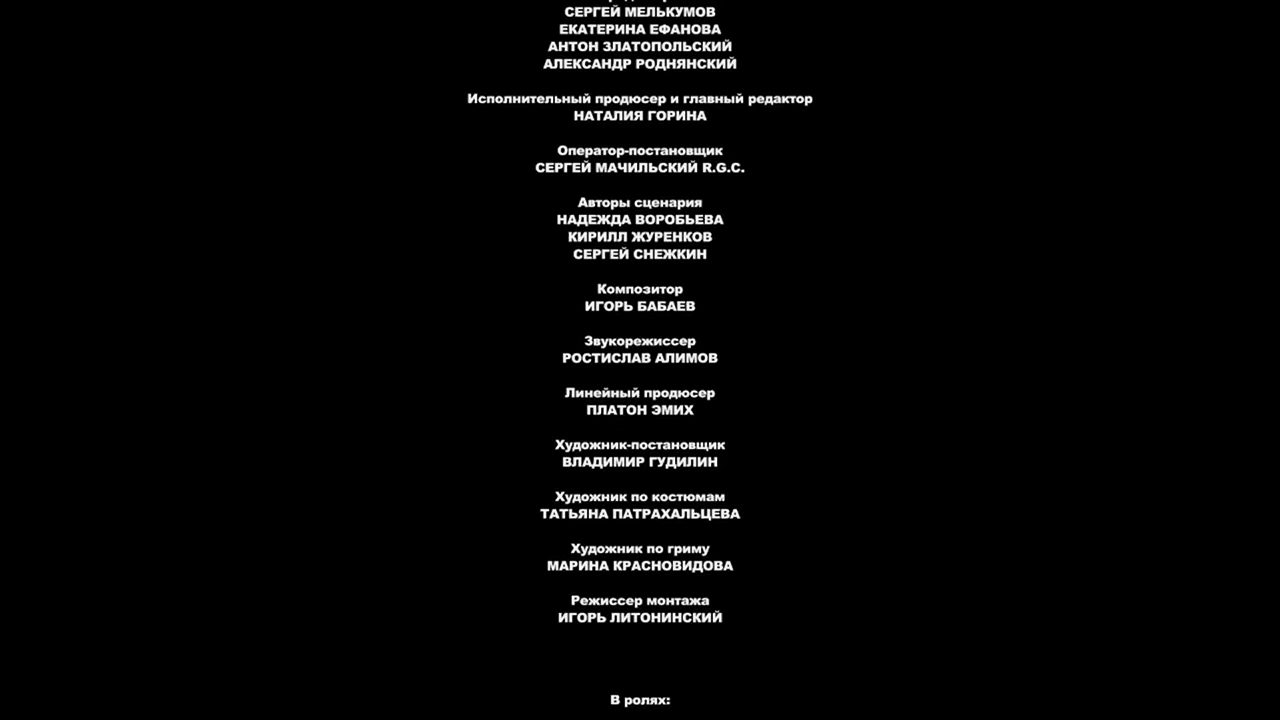 СЕРГЕЙ МЕЛЬКУМОВ
ЕКАТЕРИНА ЕФАНОВА
АНТОН ЗЛАТОПОЛЬСКИЙ
АЛЕКСАНДР РОДНЯНСКИЙ
Исполнительный продюсер и главный редактор
НАТАЛИЯ ГОРИНА
Оператор-постановщик
СЕРГЕЙ МАЧИЛЬСКИЙ R.G.C.
Авторы сценария
НАДЕЖДА ВОРОБЬЕВА
КИРИЛЛ ЖУРЕНКОВ
СЕРГЕЙ СНЕЖКИН
Композитор
ИГОРЬ БАБАЕВ
Звукорежиссер
РОСТИСЛАВ АЛИМОВ
Линейный продюсер
ПЛАТОН ЭМИХ
Художник-постановщик
ВЛАДИМИР ГУДИЛИН
Художник по костюмам
ТАТЬЯНА ПАТРАХАЛЬЦЕВА
Художник по гриму
МАРИНА КРАСНОВИДОВА
Режиссер монтажа
ИГОРЬ ЛИТОНИНСКИЙ
В ролях: